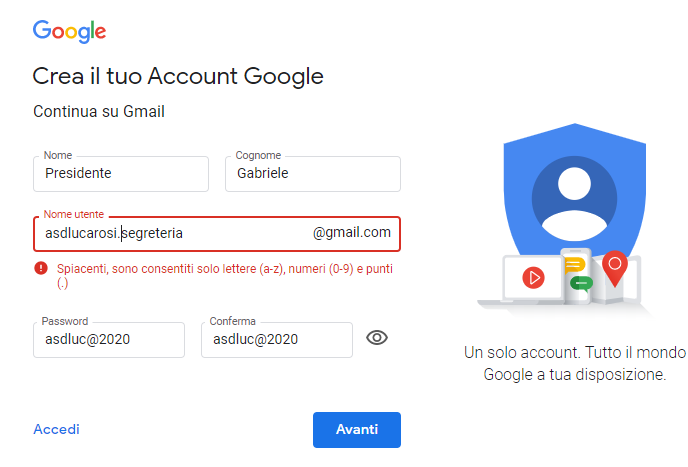 Google
Crea il tuo Account Google
Continua su Gmail
Nome
Cognome
Presidente
Gabriele
Nome utente
asdlucarosi.segreteria @gmail.com
Spiacenti, sono consentiti solo lettere (a-z), numeri (0-9) e punti
(.)
Password
Conferma
asdluc@2020
asdluc@2020
Accedi
Avanti
Un solo account. Tutto il mondo
Google a tua disposizione.